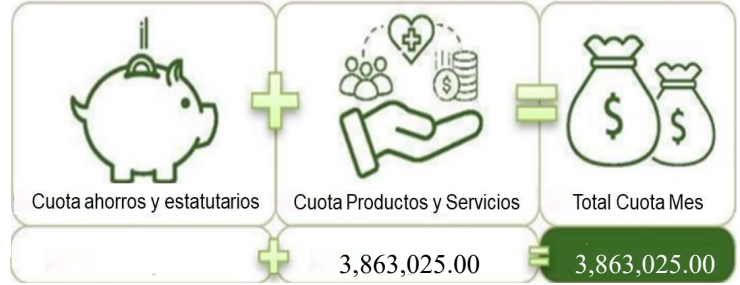 Cuota ahorros y estatutarios
Cuota Productos y Servicios
Total Cuota Mes
+ 3,863,025.00 = 3,863,025.00